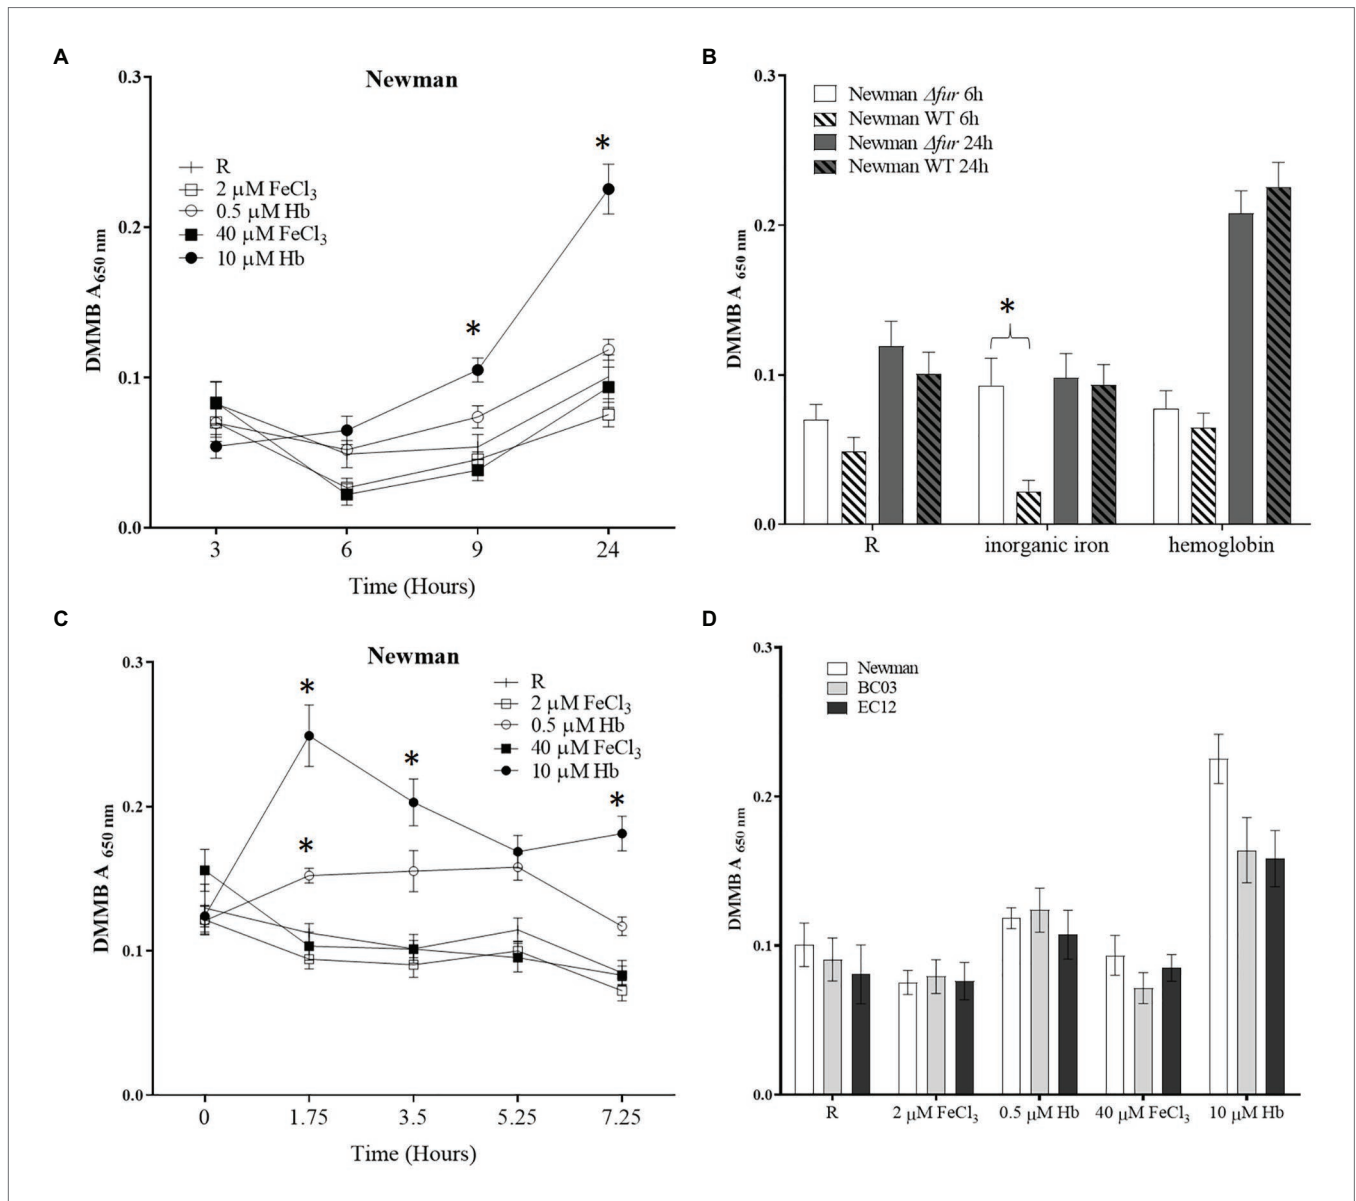 A
Newman
0.3
0.2
0.1
0.0
DMMB A650 nm
R
2 μM FeCl3
0.5 μM Hb
40 μM FeCl3
10 μM Hb
*
*
3 6 9 24
Time (Hours)
B
0.3
0.2
0.1
0.0
DMMB A 650 nm
Newman Δfur 6h
Newman WT 6h
Newman Δfur 24h
Newman WT 24h
*
R inorganic iron hemoglobin
C
Newman
0.3
0.2
0.1
0.0
DMMB A 650 nm
R
2 μM FeCl3
0.5 μM Hb
40 μM FeCl3
10 μM Hb
*
*
*
*
0 1.75 3.5 5.25 7.25
Time (Hours)
D
0.3
0.2
0.1
0.0
DMMB A 650 nm
Newman
BC03
EC12
R 2 μM FeCl3 0.5 μM Hb 40 μM FeCl3 10 μM Hb